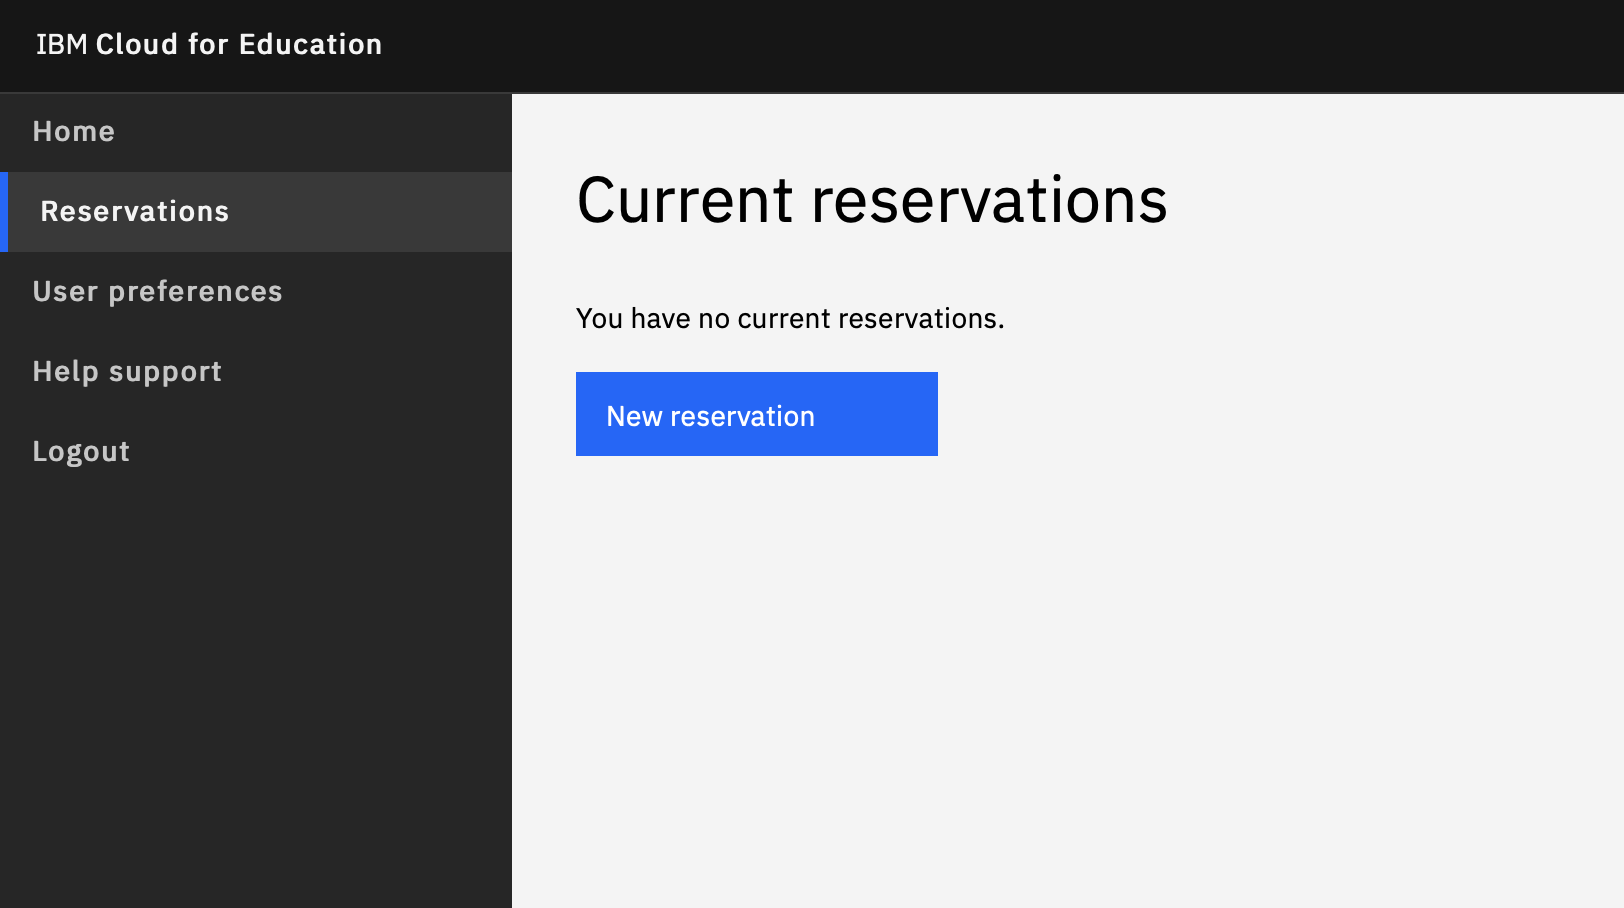 IBM Cloud for Education
Home
Reservations
User preferences
Help support
Logout
Current reservations
You have no current reservations.
New reservation